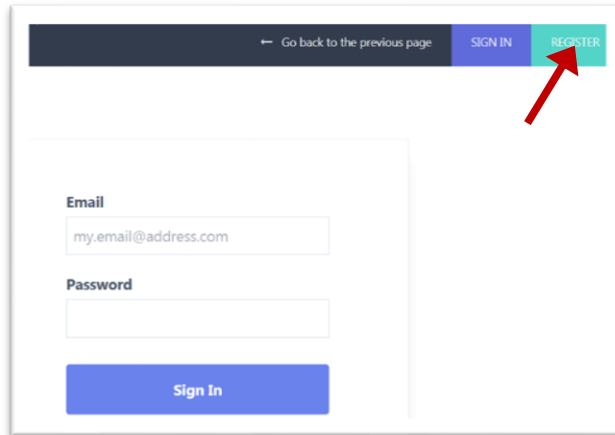 ← Go back to the previous page SIGN IN REGISTER
Email
my.email@address.com
Password
Sign In